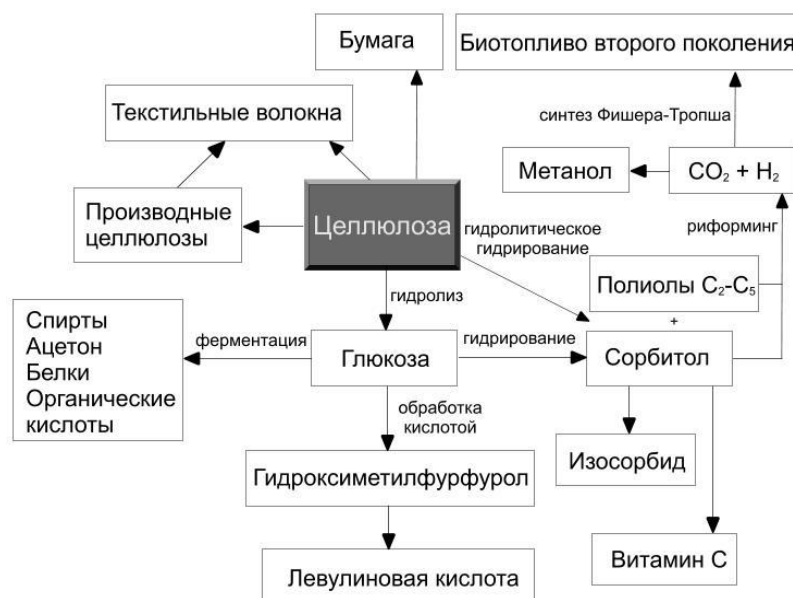 Бумага
Биотопливо второго поколения
Текстильные волокна
синтез Фишера-Тропша
Метанол
CO₂ + H₂
Производные
целлюлозы
Целлюлоза
гидролитическое
гидрирование
риформинг
Полиолы C₂-C₅
+
гидролиз
Спирты
Ацетон
Белки
Органические
кислоты
ферментация
Глюкоза
гидрирование
Сорбитол
обработка
кислотой
Гидроксиметилфурфурол
Изосорбид
Левулиновая кислота
Витамин С